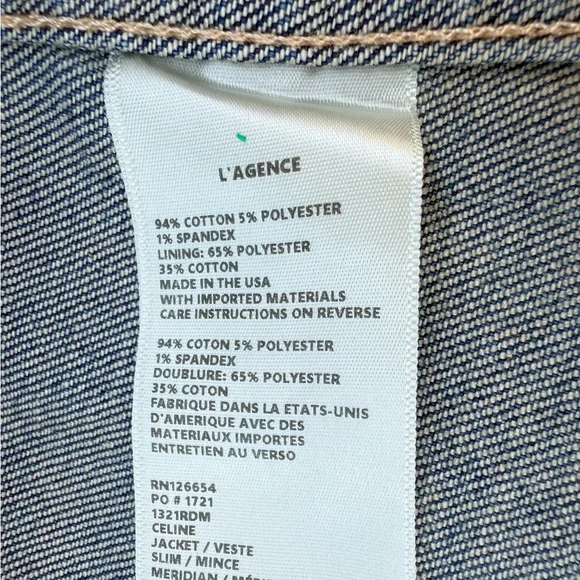 L'AGENCE
94% COTTON 5% POLYESTER
1% SPANDEX
LINING: 65% POLYESTER
35% COTTON
MADE IN THE USA
WITH IMPORTED MATERIALS
CARE INSTRUCTIONS ON REVERSE
94% COTON 5% POLYESTER
1% SPANDEX
DOUBLURE: 65% POLYESTER
35% COTON
FABRIQUE DANS LA ETATS-UNIS
D'AMERIQUE AVEC DES
MATERIAUX IMPORTES
ENTRETIEN AU VERSO
RN126654
PO # 1721
1321RDM
CELINE
JACKET / VESTE
SLIM / MINCE
MERIDIAN /